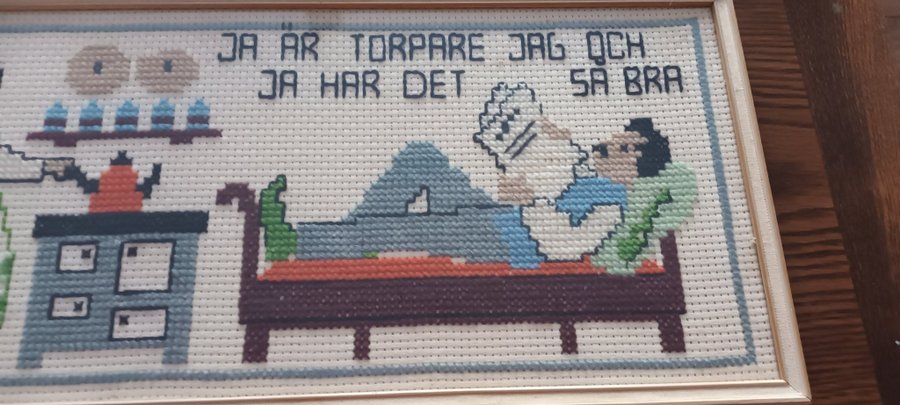 JA ÄR TORPARE JAG OCH
JA HAR DET SÅ BRA